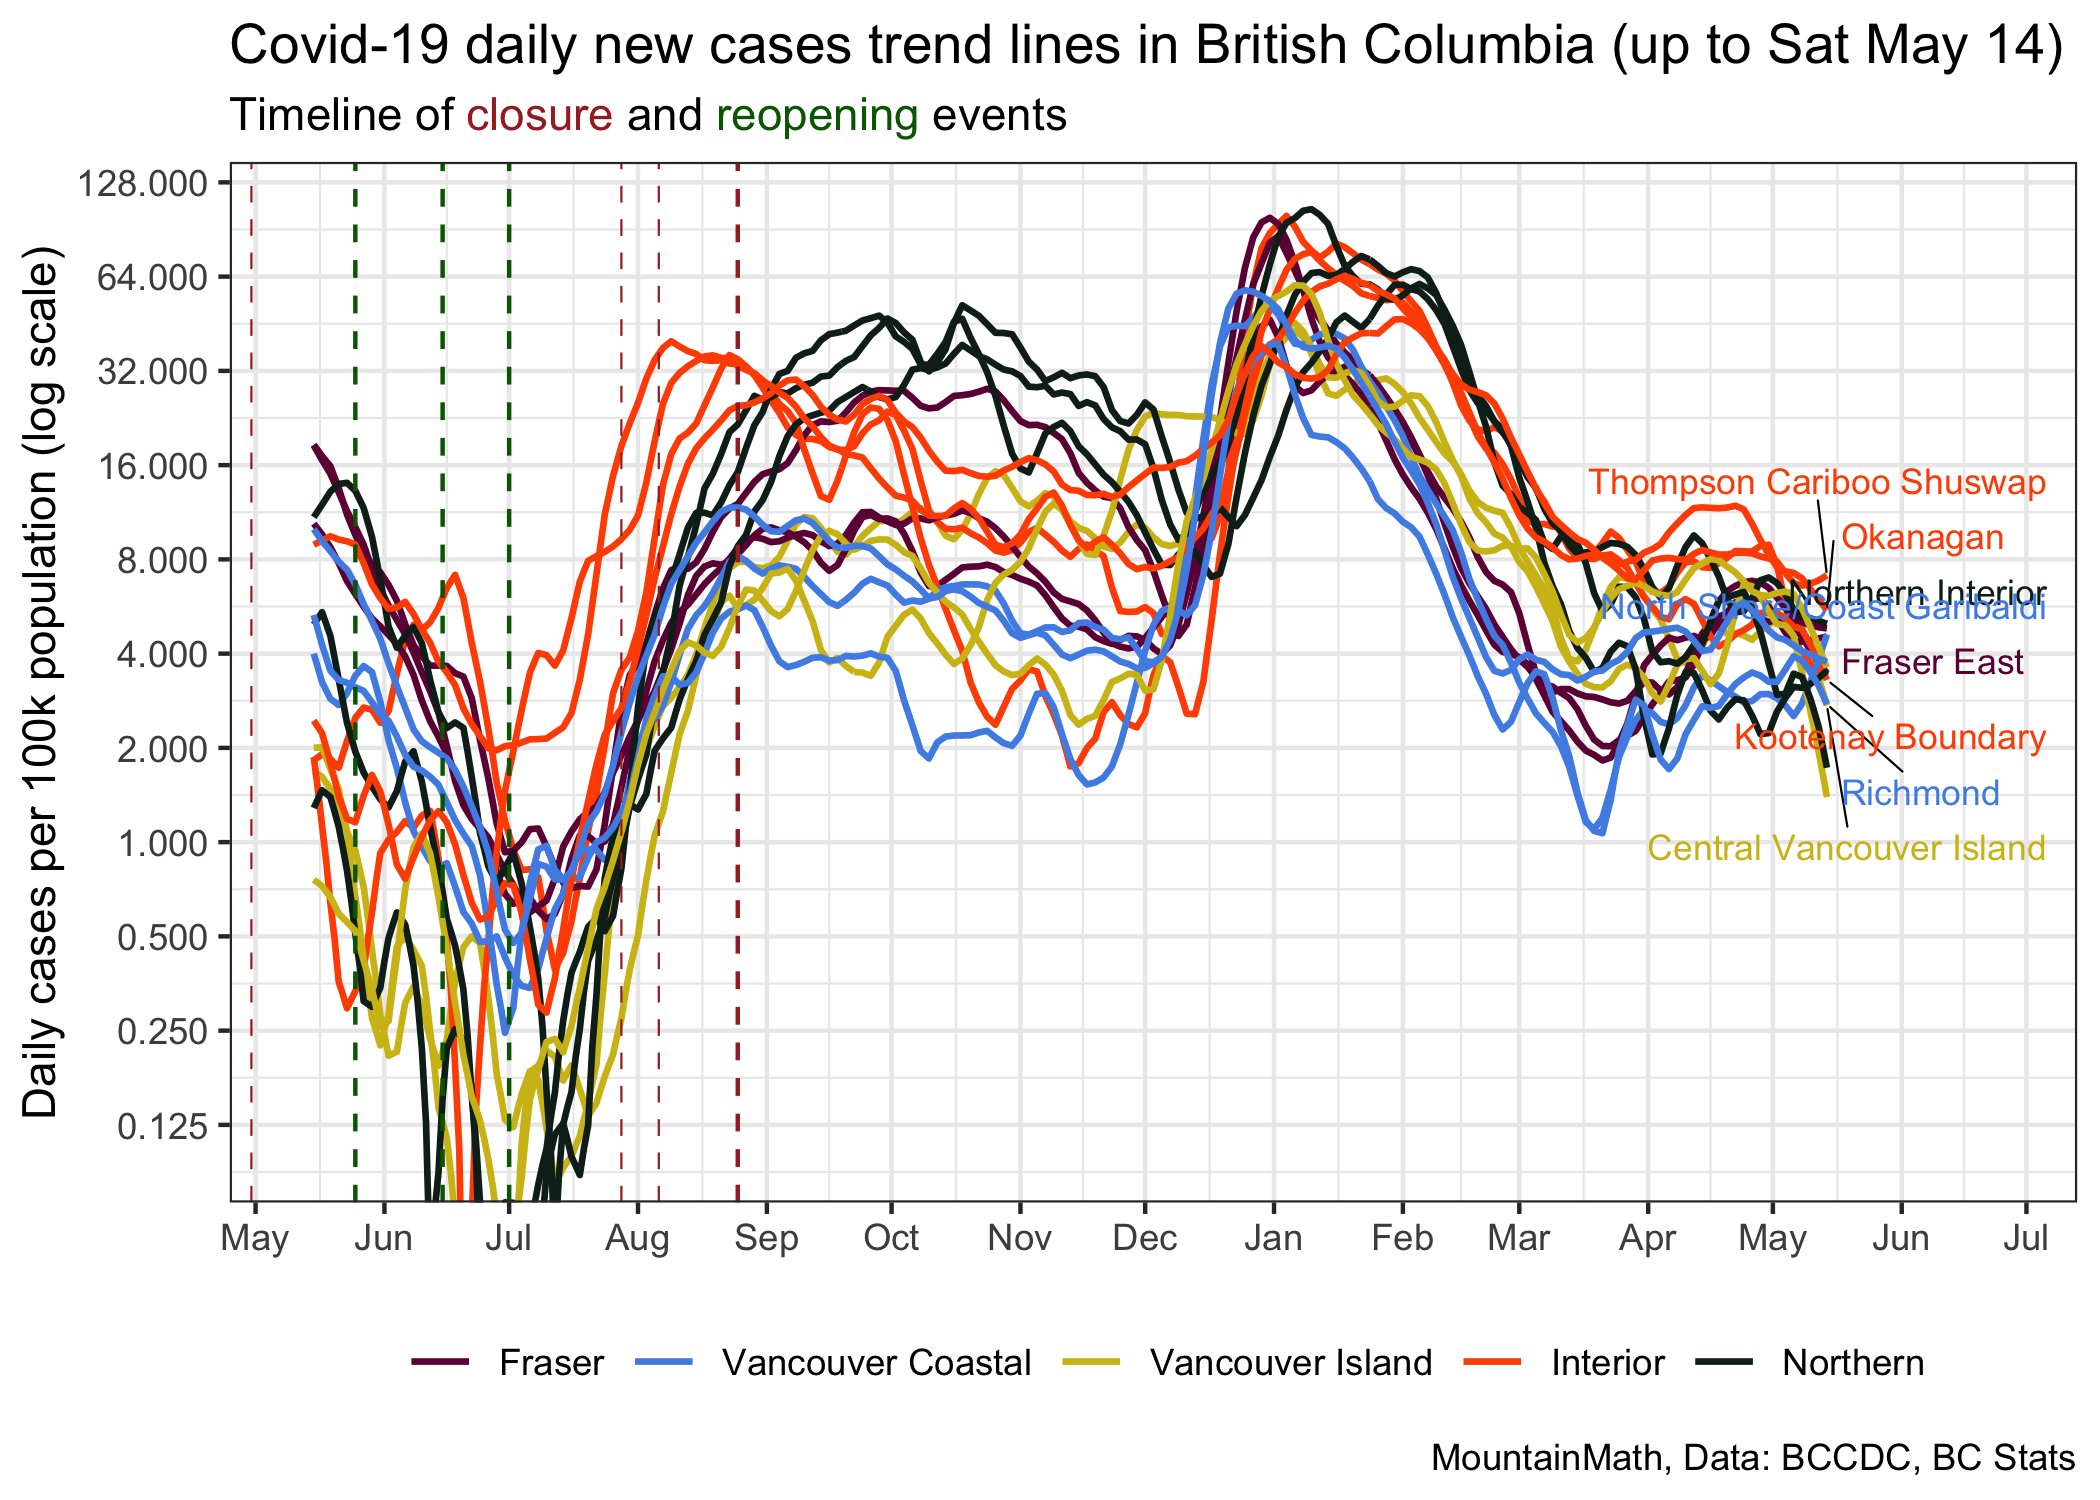 Covid-19 daily new cases trend lines in British Columbia (up to Sat May 14)
Timeline of closure and reopening events
Daily cases per 100k population (log scale)
128.000
64.000
32.000
16.000
8.000
4.000
2.000
1.000
0.500
0.250
0.125
Thompson Cariboo Shuswap
Okanagan
Northern Interior
North Shore/Coast Garibaldi
Fraser East
Kootenay Boundary
Richmond
Central Vancouver Island
May Jun Jul Aug Sep Oct Nov Dec Jan Feb Mar Apr May Jun Jul
Fraser Vancouver Coastal Vancouver Island Interior Northern
MountainMath, Data: BCCDC, BC Stats